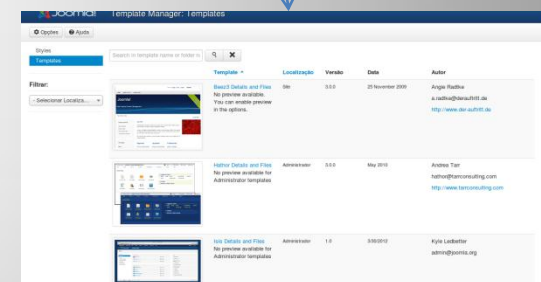 Joomla! Template Manager: Templates
Opções Ajuda
Styles
Templates
Search in template name or folder n
Template Localização Versão Data Autor
Filtrar:
- Selecionar Localiza...
Beez3 Details and Files Site 3.0.0 25 November 2009 Angie Radtke
No preview available.
You can enable preview
in the options.
a.radtke@derauftritt.de
http://www.der-auftritt.de
Hathor Details and Files Administrator 3.0.0 May 2010 Andrea Tarr
No preview available for
Administrator templates
hathor@tarrconsulting.com
http://www.tarrconsulting.com
Isis Details and Files Administrator 1.0 3/30/2012 Kyle Ledbetter
No preview available for
Administrator templates
admin@joomla.org